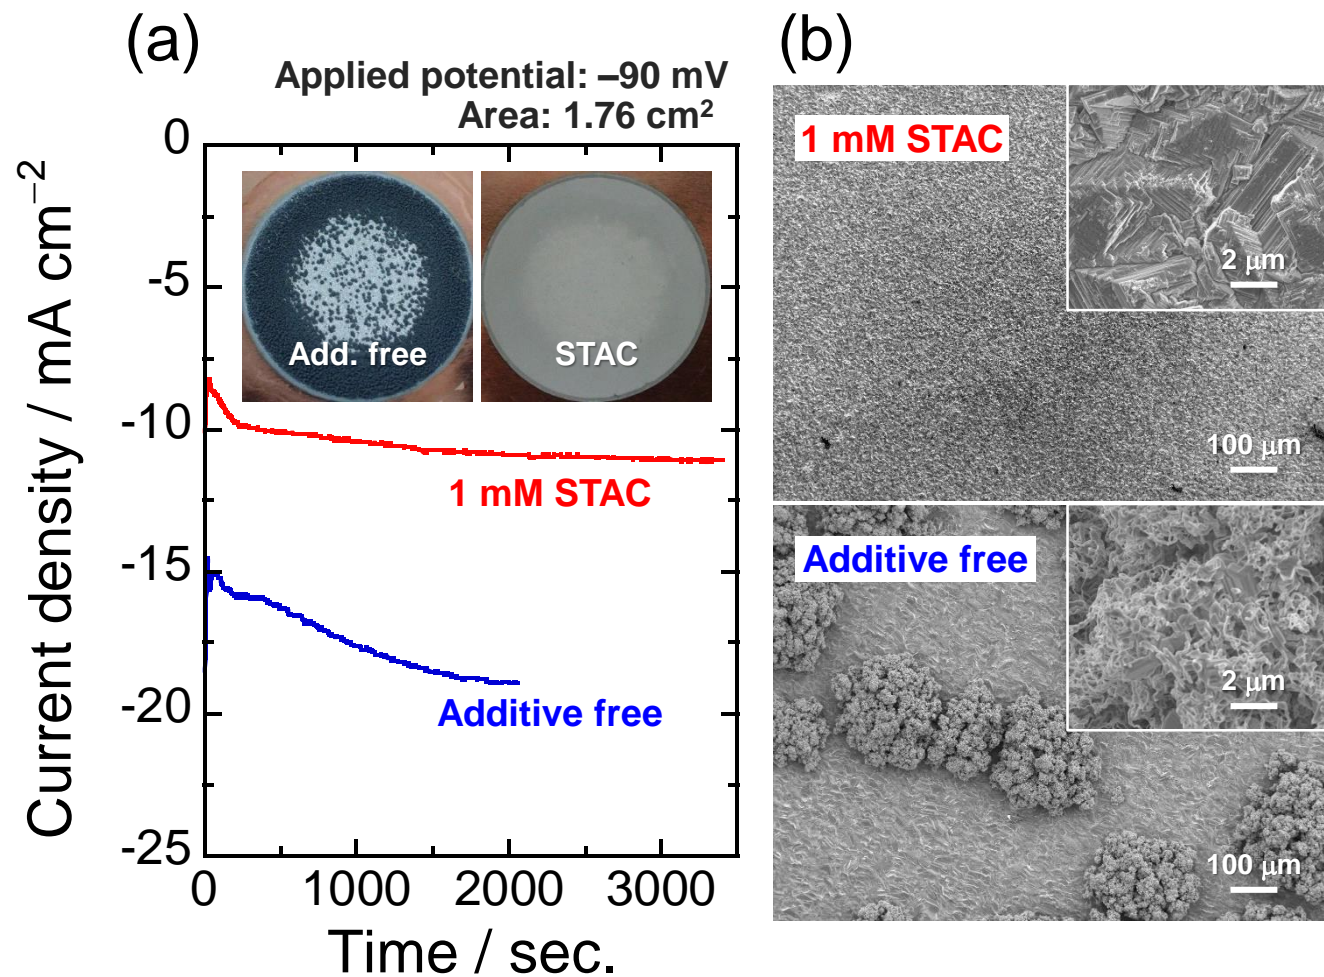 (a)
Applied potential: –90 mV
Area: 1.76 cm²
Current density / mA cm⁻²
0
-5
-10
-15
-20
-25
Add. free
STAC
1 mM STAC
Additive free
0
1000
2000
3000
Time / sec.
(b)
1 mM STAC
2 μm
100 μm
Additive free
2 μm
100 μm